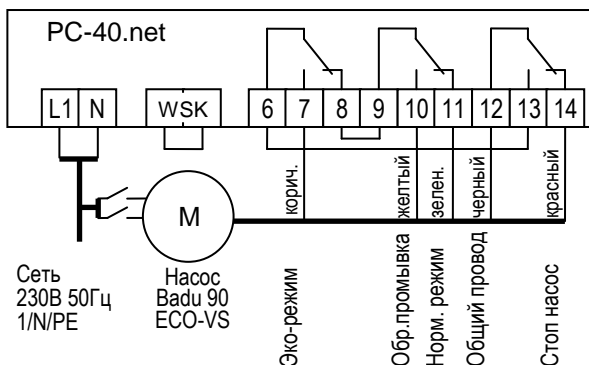 PC-40.net
L1 N WSK 6 7 8 9 10 11 12 13 14
корич.
желтый
зелен.
черный
красный
M
Сеть
230В 50Гц
1/N/PE
Насос
Badu 90
ECO-VS
Эко-режим
Обр.промывка
Норм. режим
Общий провод
Стоп насос